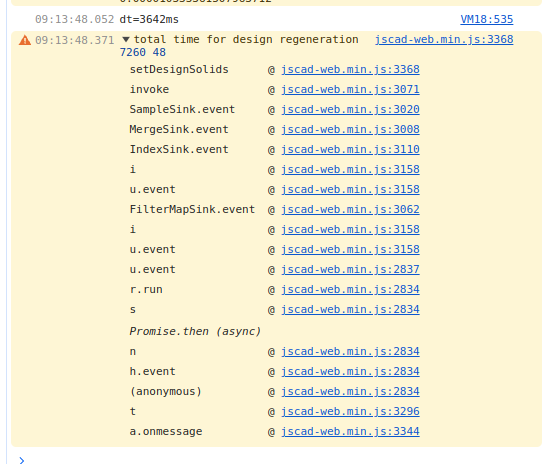 09:13:48.052 dt=3642ms VM18:535
09:13:48.371 ▼total time for design regeneration jscad-web.min.js:3368
7260 48
setDesignSolids @ jscad-web.min.js:3368
invoke @ jscad-web.min.js:3071
SampleSink.event @ jscad-web.min.js:3020
MergeSink.event @ jscad-web.min.js:3008
IndexSink.event @ jscad-web.min.js:3110
i @ jscad-web.min.js:3158
u.event @ jscad-web.min.js:3158
FilterMapSink.event @ jscad-web.min.js:3062
i @ jscad-web.min.js:3158
u.event @ jscad-web.min.js:3158
u.event @ jscad-web.min.js:2837
r.run @ jscad-web.min.js:2834
s @ jscad-web.min.js:2834
Promise.then (async)
n @ jscad-web.min.js:2834
h.event @ jscad-web.min.js:2834
(anonymous) @ jscad-web.min.js:2834
t @ jscad-web.min.js:3296
a.onmessage @ jscad-web.min.js:3344